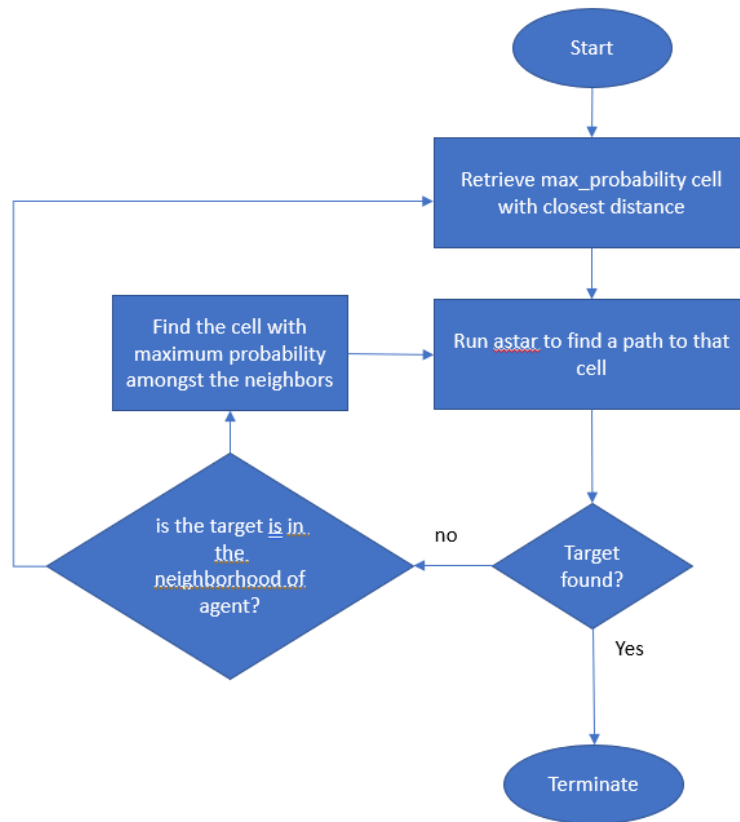 Start
Retrieve max_probability cell
with closest distance
Find the cell with
maximum probability
amongst the neighbors
Run astar to find a path to that
cell
is the target is in
the
neighborhood of
agent?
no
Target
found?
Yes
Terminate